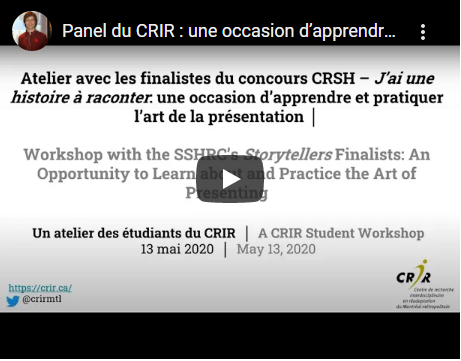 Panel du CRIR : une occasion d’apprendr…
Atelier avec les finalistes du concours CRSH – J’ai une
histoire à raconter: une occasion d’apprendre et pratiquer
l’art de la présentation │
Workshop with the SSHRC’s Storytellers Finalists: An
Opportunity to Learn about and Practice the Art of
Presenting
Un atelier des étudiants du CRIR │ A CRIR Student Workshop
13 mai 2020 │ May 13, 2020
https://crir.ca/
@crirmtl
CRIR
Centre de recherche
interdisciplinaire
en réadaptation
du Montréal métropolitain